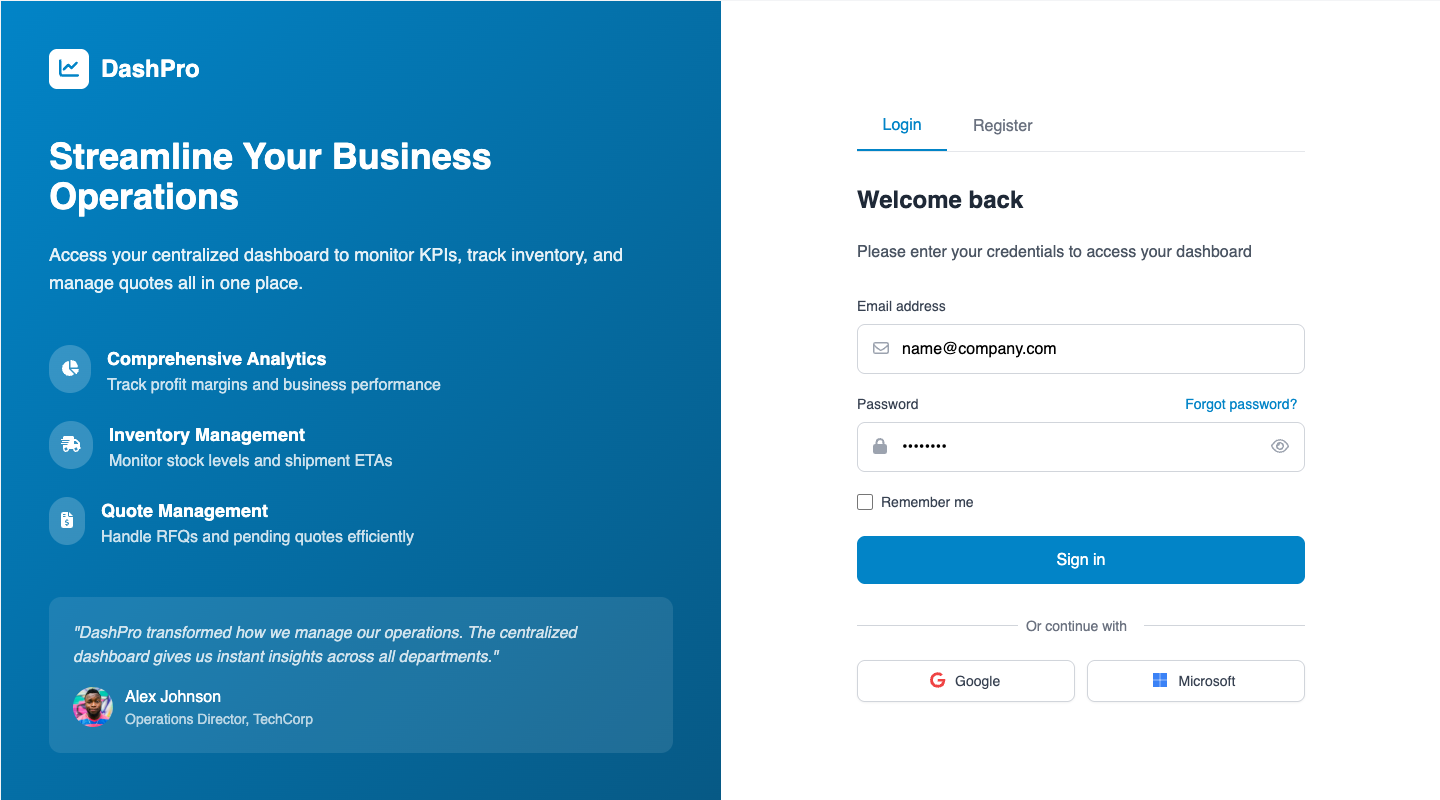 DashPro
Streamline Your Business
Operations
Access your centralized dashboard to monitor KPIs, track inventory, and
manage quotes all in one place.
Comprehensive Analytics
Track profit margins and business performance
Inventory Management
Monitor stock levels and shipment ETAs
Quote Management
Handle RFQs and pending quotes efficiently
"DashPro transformed how we manage our operations. The centralized
dashboard gives us instant insights across all departments."
Alex Johnson
Operations Director, TechCorp
Login Register
Welcome back
Please enter your credentials to access your dashboard
Email address
name@company.com
Password Forgot password?
••••••••
Remember me
Sign in
Or continue with
Google Microsoft